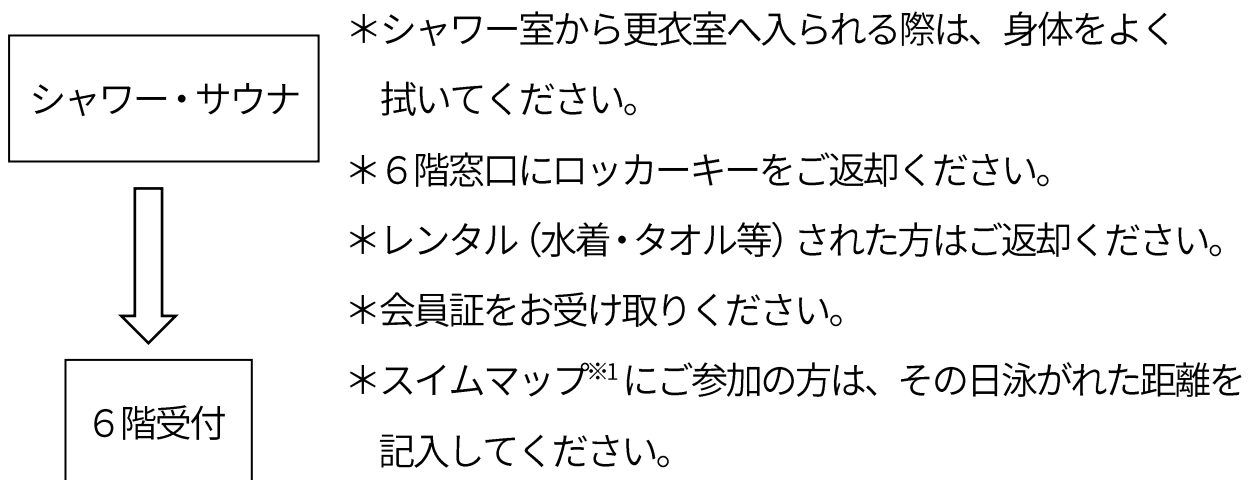 ＊シャワー室から更衣室へ入られる際は、身体をよく
シャワー・サウナ
拭いてください。
＊６階窓口にロッカーキーをご返却ください。
＊レンタル（水着・タオル等）された方はご返却ください。
＊会員証をお受け取りください。
＊スイムマップ※1にご参加の方は、その日泳がれた距離を
６階受付
記入してください。